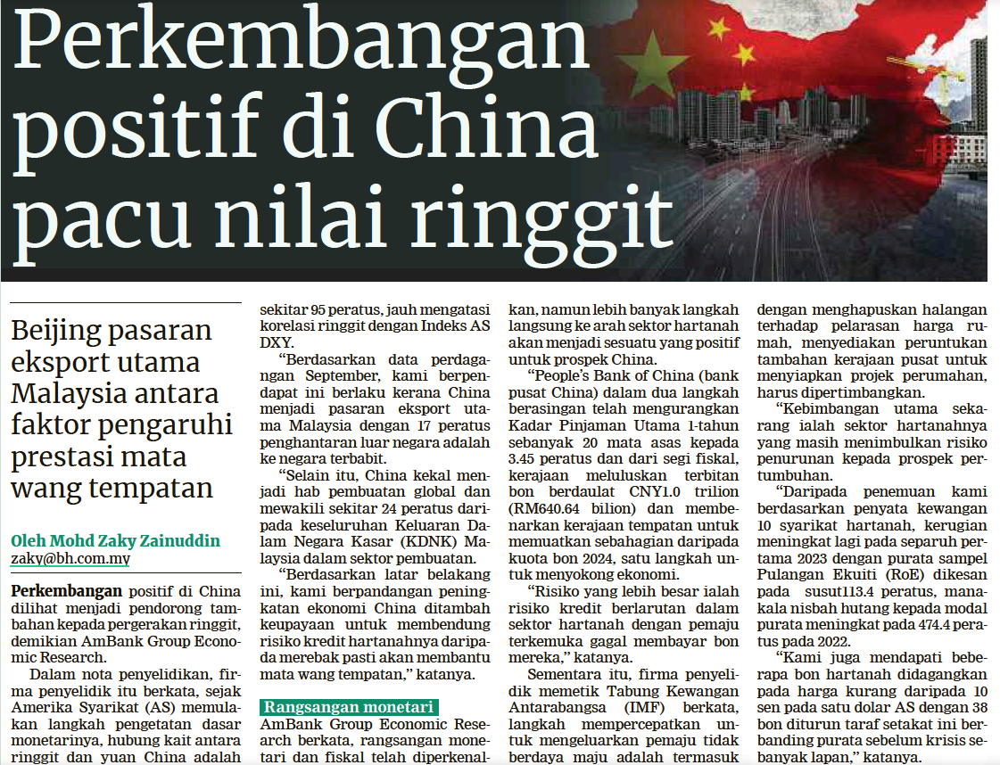 Perkembangan
positif di China
pacu nilai ringgit
Beijing pasaran
eksport utama
Malaysia antara
faktor pengaruhi
prestasi mata
wang tempatan
Oleh Mohd Zaky Zainuddin
zaky@bh.com.my
Perkembangan positif di China
dilihat menjadi pendorong tam-
bahan kepada pergerakan ringgit,
demikian AmBank Group Econo-
mic Research.
Dalam nota penyelidikan, fir-
ma penyelidik itu berkata, sejak
Amerika Syarikat (AS) memula-
kan langkah pengetatan dasar
monetarinya, hubung kait antara
ringgit dan yuan China adalah
sekitar 95 peratus, jauh mengatasi
korelasi ringgit dengan Indeks AS
DXY.
“Berdasarkan data perdaga-
ngan September, kami berpen-
dapat ini berlaku kerana China
menjadi pasaran eksport uta-
ma Malaysia dengan 17 peratus
penghantaran luar negara adalah
ke negara terbabit.
“Selain itu, China kekal men-
jadi hab pembuatan global dan
mewakili sekitar 24 peratus dari-
pada keseluruhan Keluaran Da-
lam Negara Kasar (KDNK) Ma-
laysia dalam sektor pembuatan.
“Berdasarkan latar belakang
ini, kami berpandangan pening-
katan ekonomi China ditambah
keupayaan untuk membendung
risiko kredit hartanahnya daripa-
da merebak pasti akan membantu
mata wang tempatan,” katanya.
Rangsangan monetari
AmBank Group Economic Rese-
arch berkata, rangsangan mone-
tari dan fiskal telah diperkenal-
kan, namun lebih banyak langkah
langsung ke arah sektor hartanah
akan menjadi sesuatu yang positif
untuk prospek China.
“People’s Bank of China (bank
pusat China) dalam dua langkah
berasingan telah mengurangkan
Kadar Pinjaman Utama 1-tahun
sebanyak 20 mata asas kepada
3.45 peratus dan dari segi fiskal,
kerajaan meluluskan terbitan
bon berdaulat CNY1.0 trilion
(RM640.64 bilion) dan membe-
narkan kerajaan tempatan untuk
memuatkan sebahagian daripada
kuota bon 2024, satu langkah un-
tuk menyokong ekonomi.
“Risiko yang lebih besar ialah
risiko kredit berlarutan dalam
sektor hartanah dengan pemaju
terkemuka gagal membayar bon
mereka,” katanya.
Sementara itu, firma penyeli-
dik memetik Tabung Kewangan
Antarabangsa (IMF) berkata,
langkah mempercepatkan un-
tuk mengeluarkan pemaju tidak
berdaya maju adalah termasuk
dengan menghapuskan halangan
terhadap pelarasan harga ru-
mah, menyediakan peruntukan
tambahan kerajaan pusat untuk
menyiapkan projek perumahan,
harus dipertimbangkan.
“Kebimbangan utama seka-
rang ialah sektor hartanahnya
yang masih menimbulkan risiko
penurunan kepada prospek per-
tumbuhan.
“Daripada penemuan kami
berdasarkan penyata kewangan
10 syarikat hartanah, kerugian
meningkat lagi pada separuh per-
tama 2023 dengan purata sampel
Pulangan Ekuiti (RoE) dikesan
pada susut113.4 peratus, mana-
kala nisbah hutang kepada modal
purata meningkat pada 474.4 pera-
tus pada 2022.
“Kami juga mendapati bebe-
rapa bon hartanah didagangkan
pada harga kurang daripada 10
sen pada satu dolar AS dengan 38
bon diturun taraf setakat ini ber-
banding purata sebelum krisis se-
banyak lapan,” katanya.